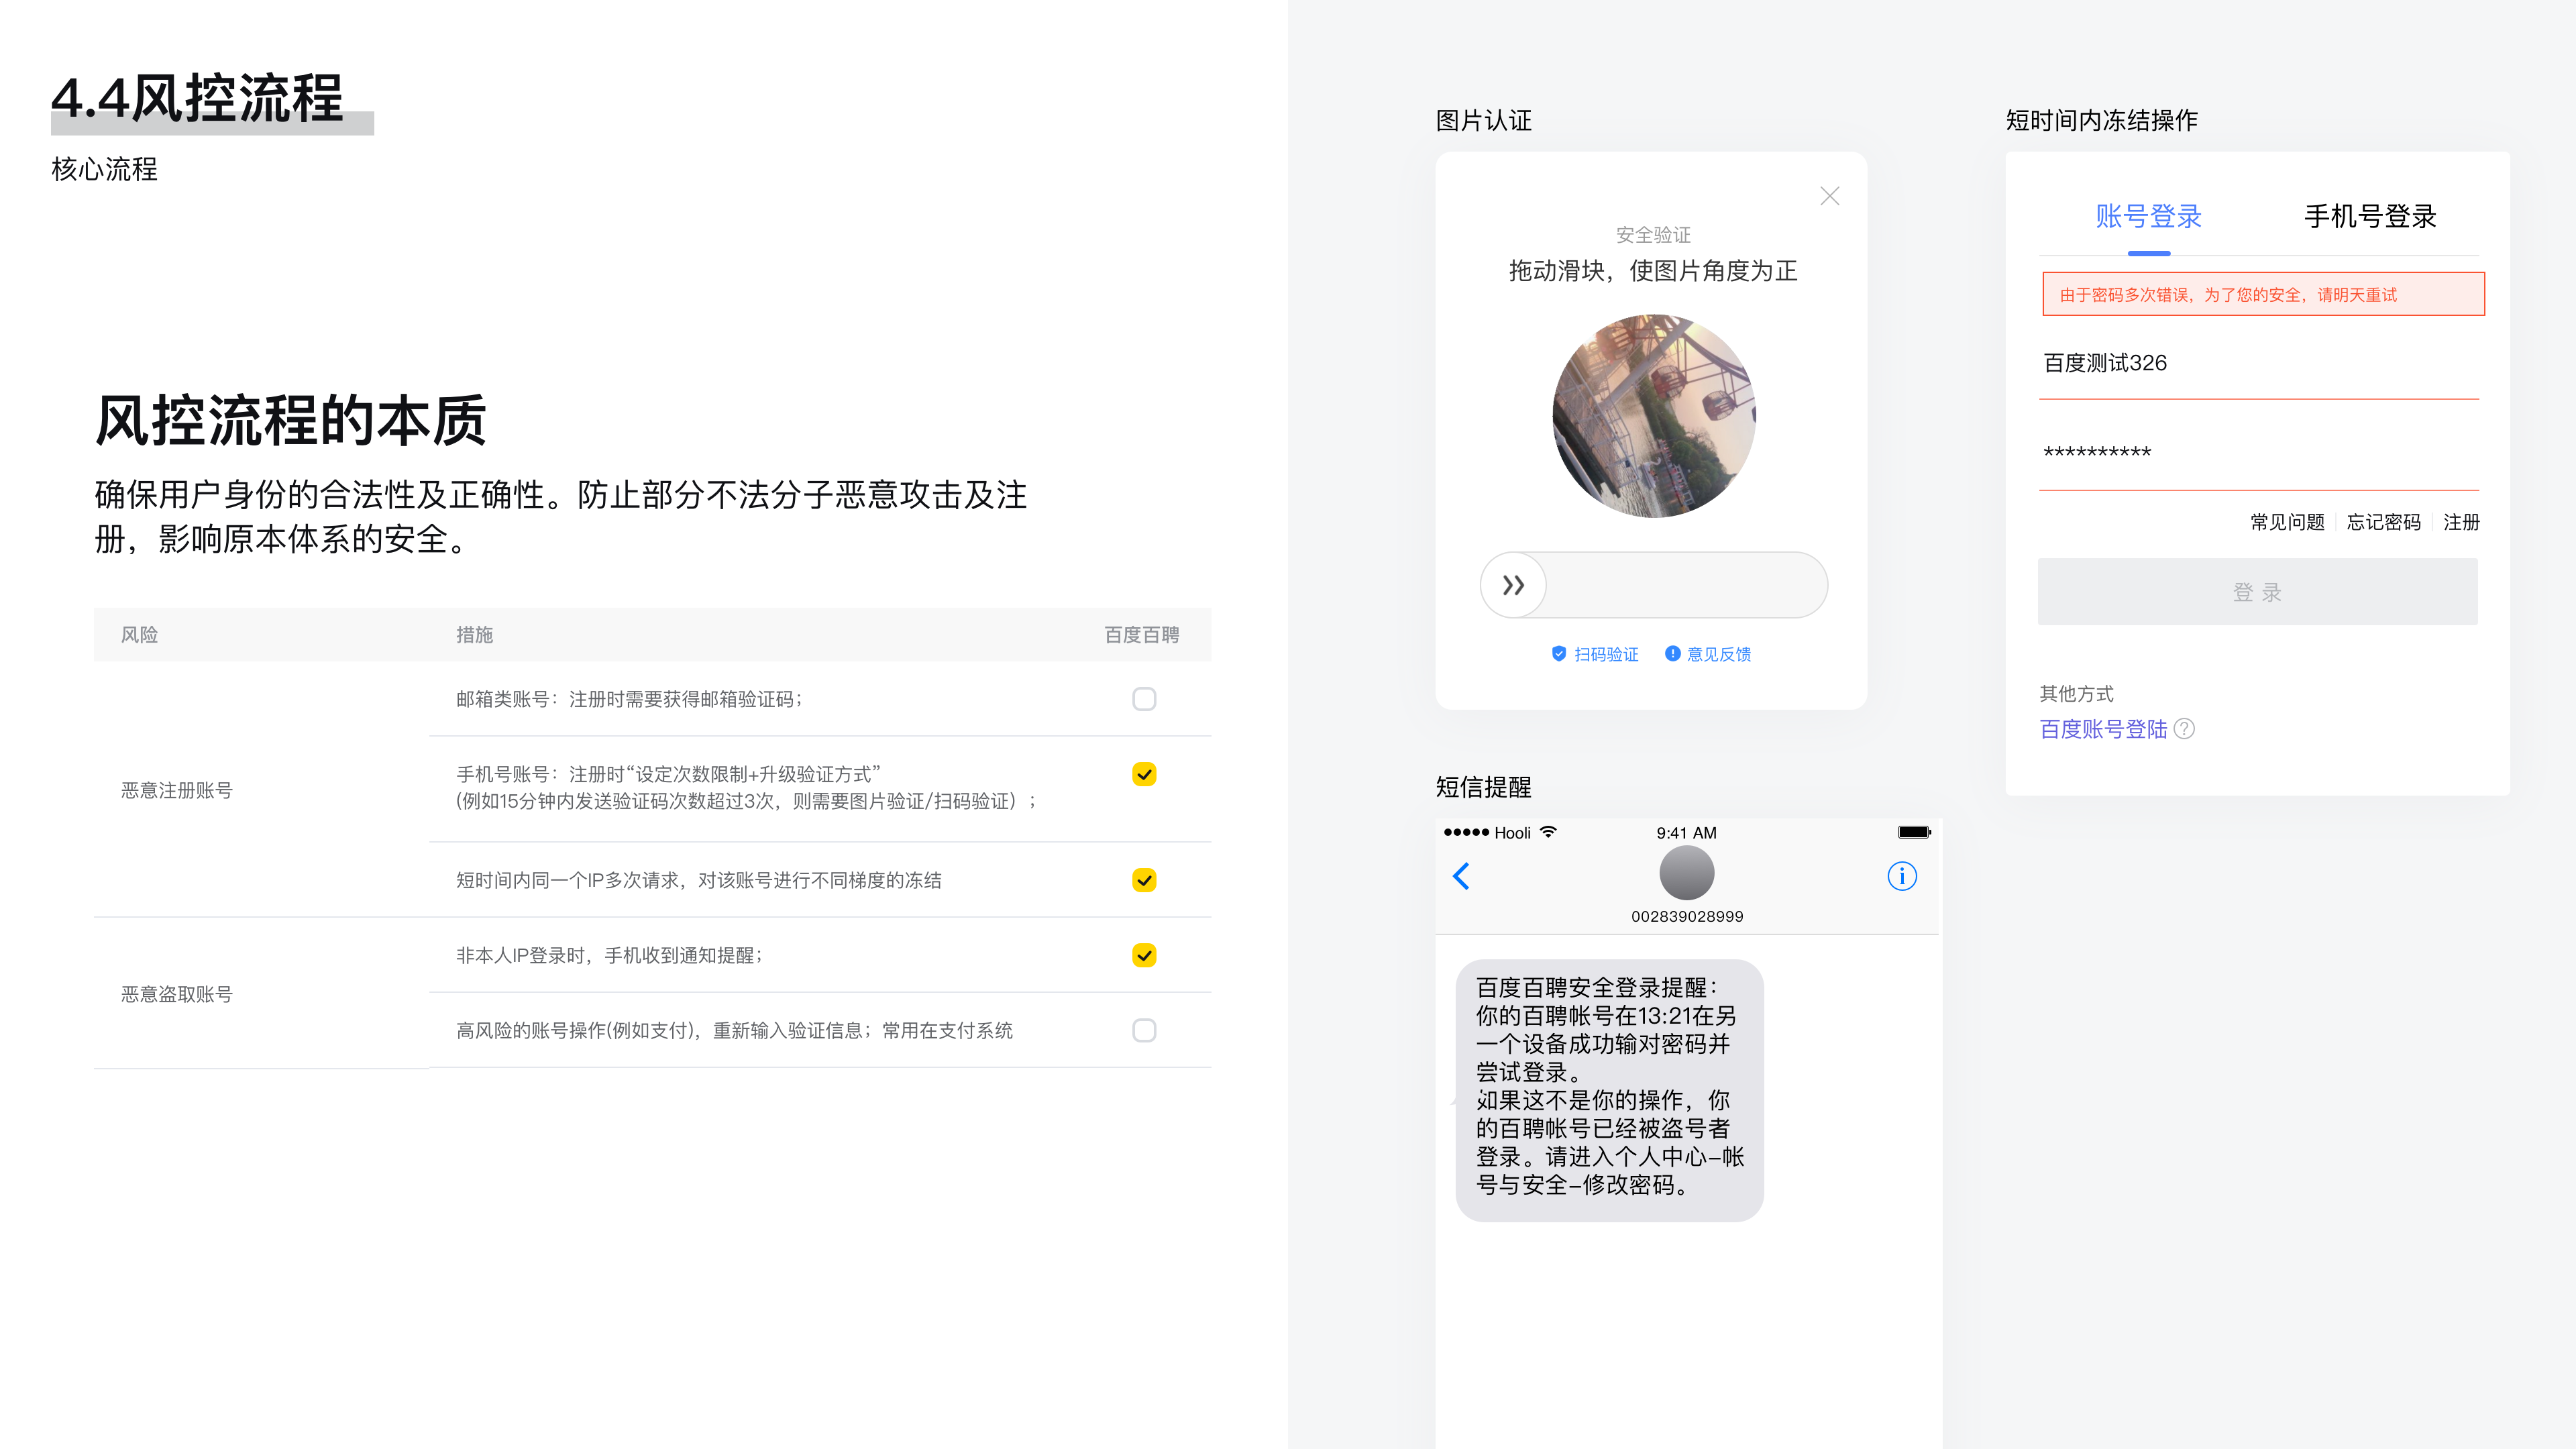 4.4风控流程
核心流程
风控流程的本质
确保用户身份的合法性及正确性。防止部分不法分子恶意攻击及注
册，影响原本体系的安全。
风险 措施 百度百聘
恶意注册账号
邮箱类账号：注册时需要获得邮箱验证码；
手机号账号：注册时“设定次数限制+升级验证方式”
(例如15分钟内发送验证码次数超过3次，则需要图片验证/扫码验证）；
短时间内同一个IP多次请求，对该账号进行不同梯度的冻结
恶意盗取账号
非本人IP登录时，手机收到通知提醒；
高风险的账号操作(例如支付)，重新输入验证信息；常用在支付系统
图片认证
安全验证
拖动滑块，使图片角度为正
扫码验证 意见反馈
短信提醒
Hooli 9:41 AM
002839028999
百度百聘安全登录提醒：
你的百聘帐号在13:21在另
一个设备成功输对密码并
尝试登录。
如果这不是你的操作，你
的百聘帐号已经被盗号者
登录。请进入个人中心–帐
号与安全–修改密码。
短时间内冻结操作
账号登录 手机号登录
由于密码多次错误，为了您的安全，请明天重试
百度测试326
**********
常见问题 忘记密码 注册
登 录
其他方式
百度账号登陆 ?